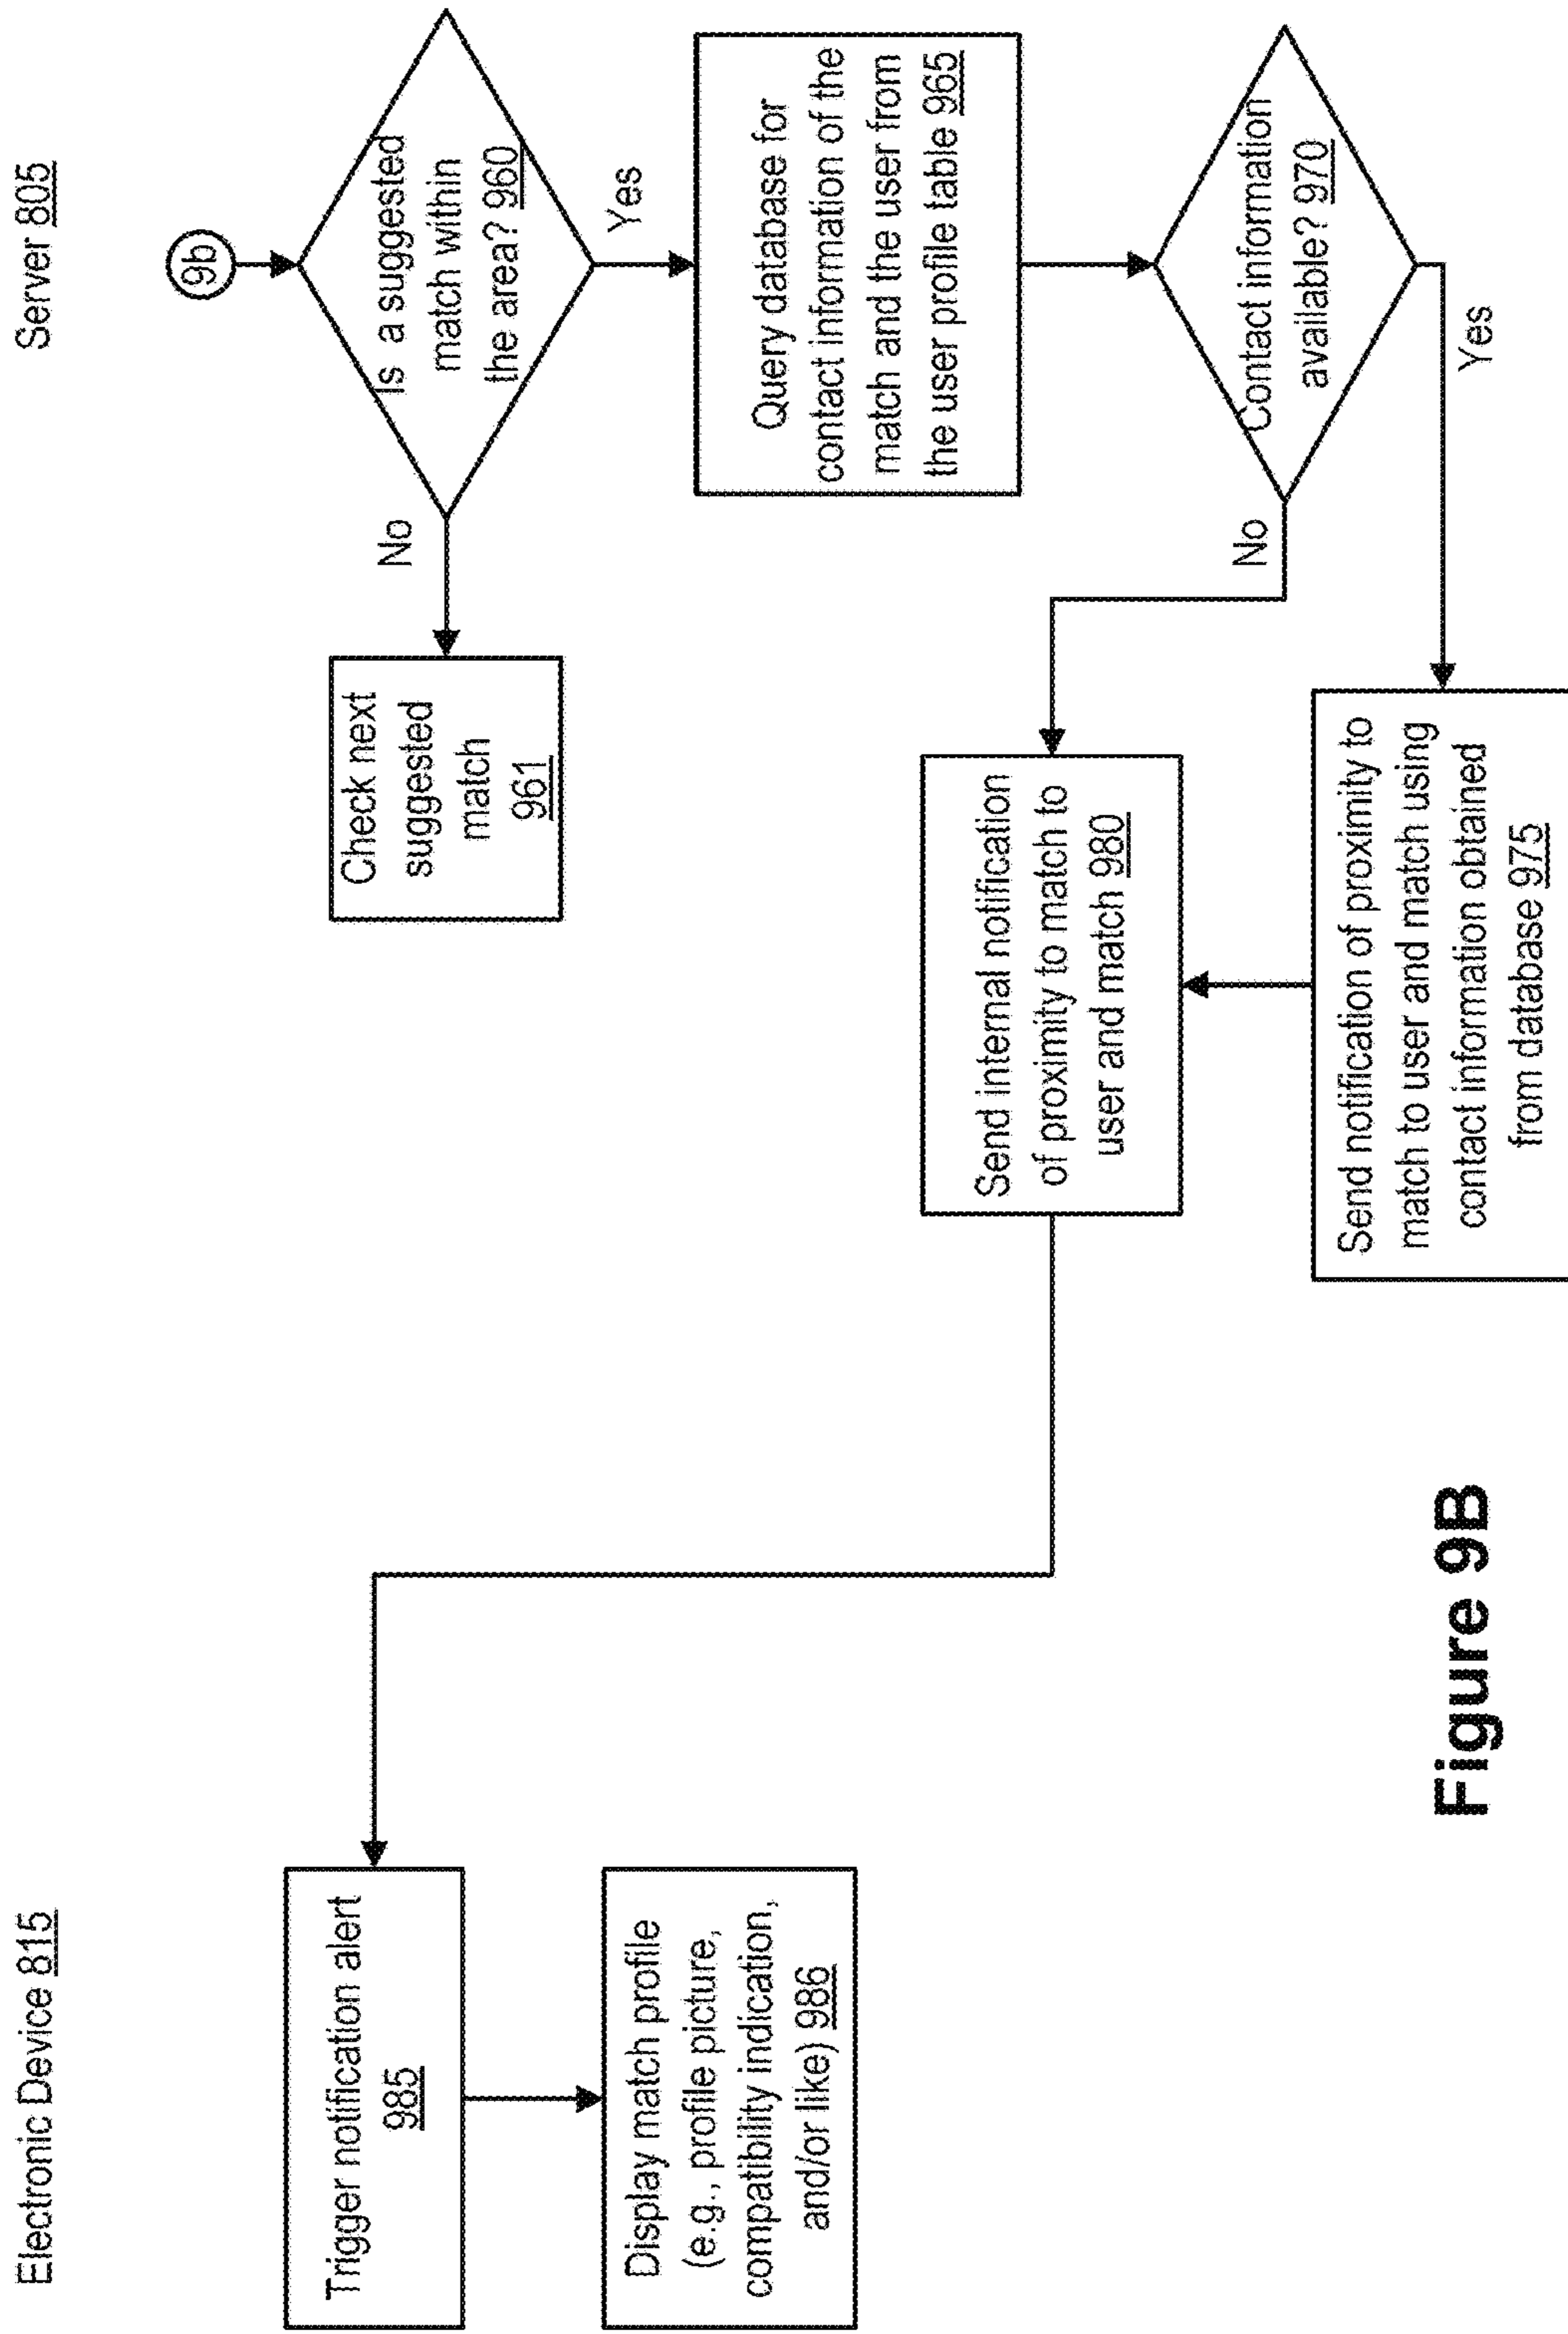 Electronic Device 815
Server 805
9b
Is a suggested
match within
the area? 960
No
Yes
Check next
suggested
match
961
Query database for
contact information of the
match and the user from
the user profile table 965
Contact information
available? 970
No
Yes
Send internal notification
of proximity to match to
user and match 980
Send notification of proximity to
match to user and match using
contact information obtained
from database 975
Trigger notification alert
985
Display match profile
(e.g., profile picture,
compatibility indication,
and/or like) 986
Figure 9B